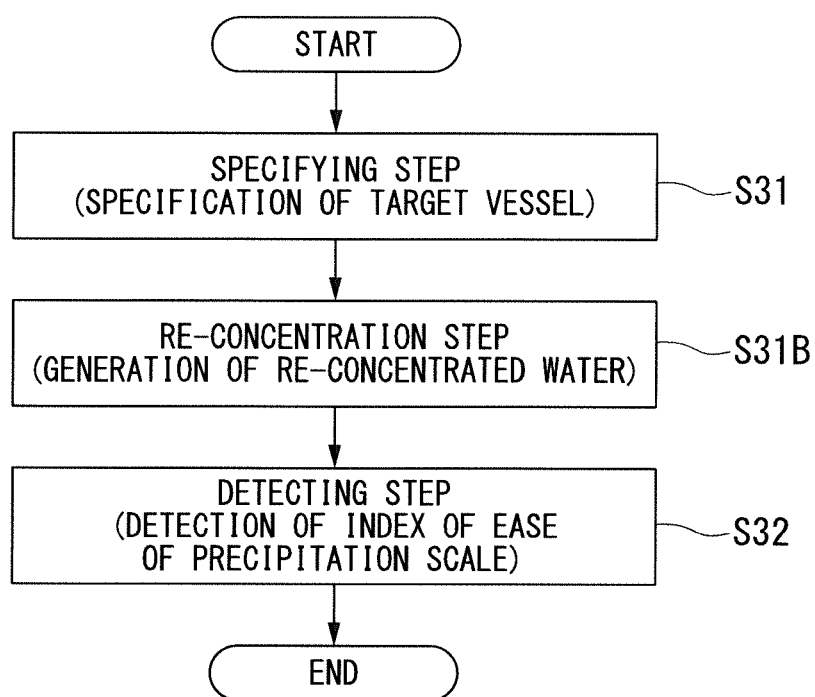 START
SPECIFYING STEP
(SPECIFICATION OF TARGET VESSEL)
S31
RE-CONCENTRATION STEP
(GENERATION OF RE-CONCENTRATED WATER)
S31B
DETECTING STEP
(DETECTION OF INDEX OF EASE
OF PRECIPITATION SCALE)
S32
END